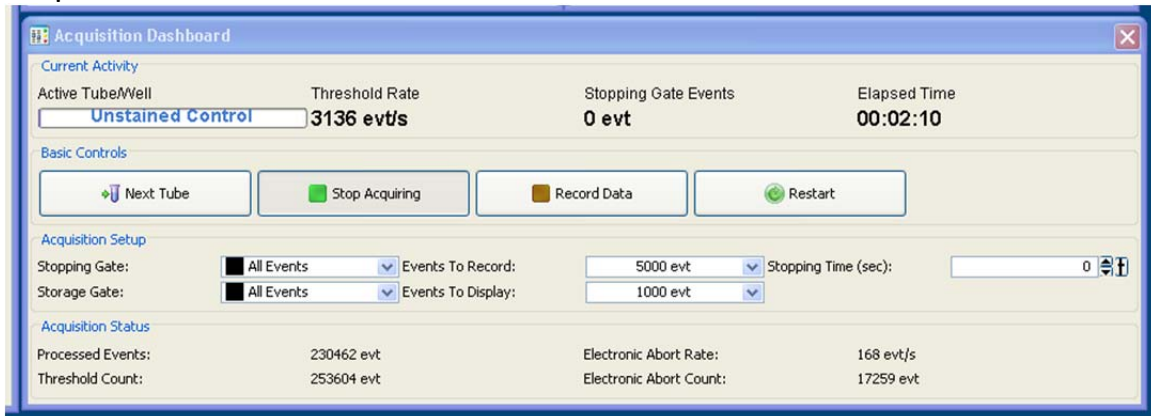 Acquisition Dashboard
Current Activity
Active Tube/Well Threshold Rate Stopping Gate Events Elapsed Time
Unstained Control 3136 evt/s 0 evt 00:02:10
Basic Controls
Next Tube Stop Acquiring Record Data Restart
Acquisition Setup
Stopping Gate: All Events Events To Record: 5000 evt Stopping Time (sec): 0
Storage Gate: All Events Events To Display: 1000 evt
Acquisition Status
Processed Events: 230462 evt Electronic Abort Rate: 168 evt/s
Threshold Count: 253604 evt Electronic Abort Count: 17259 evt